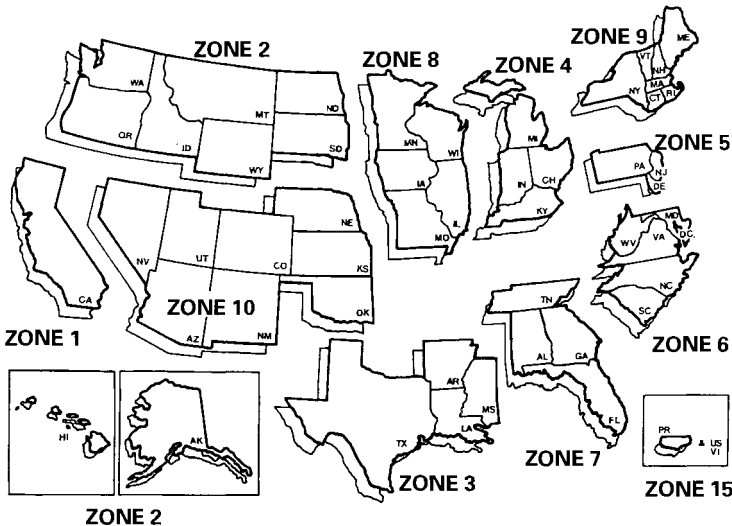 ZONE 2
ZONE 8
ZONE 4
ZONE 9
ME
VT
NH
NY
MA
CT
RI
WA
MT
ND
OR
ID
WY
SD
MN
WI
MI
ZONE 5
PA
NJ
DE
IA
IL
MO
IN
OH
KY
NE
NV
UT
CO
KS
MD
DC.
WV
VA
NC
SC
ZONE 6
CA
ZONE 1
ZONE 10
AZ
NM
OK
TN
AL
GA
FL
ZONE 7
AR
MS
LA
TX
ZONE 3
HI
AK
ZONE 2
PR
& US
VI
ZONE 15